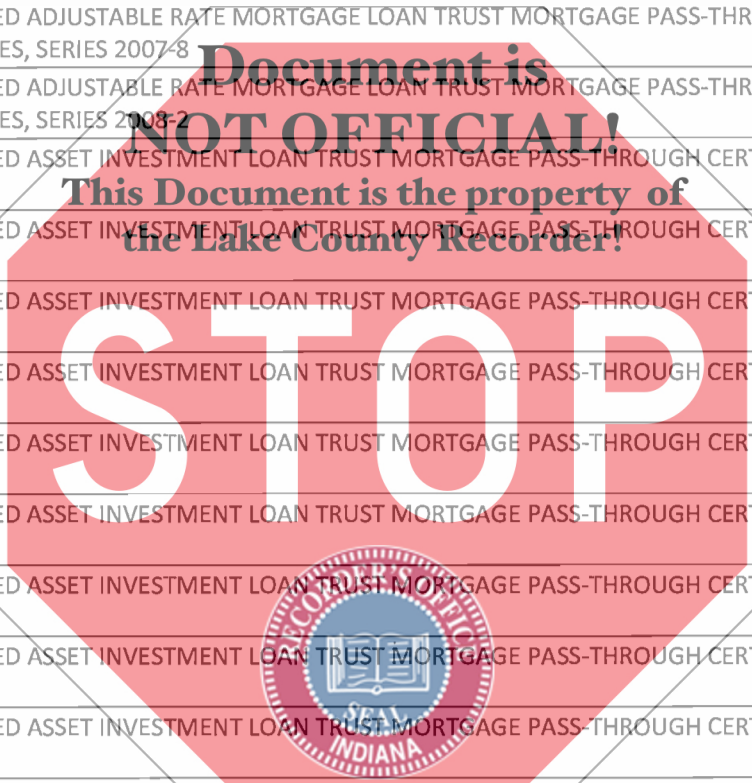 ED ADJUSTABLE RATE MORTGAGE LOAN TRUST MORTGAGE PASS-THR
ES, SERIES 2007-8
Document is
ED ADJUSTABLE RATE MORTGAGE LOAN TRUST MORTGAGE PASS-THR
ES, SERIES 2008-2
NOT OFFICIAL!
ED ASSET INVESTMENT LOAN TRUST MORTGAGE PASS-THROUGH CERT
This Document is the property of
ED ASSET INVESTMENT LOAN TRUST MORTGAGE PASS-THROUGH CERT
the Lake County Recorder!
ED ASSET INVESTMENT LOAN TRUST MORTGAGE PASS-THROUGH CERT
STOP
ED ASSET INVESTMENT LOAN TRUST MORTGAGE PASS-THROUGH CERT
ED ASSET INVESTMENT LOAN TRUST MORTGAGE PASS-THROUGH CERT
ED ASSET INVESTMENT LOAN TRUST MORTGAGE PASS-THROUGH CERT
ED ASSET INVESTMENT LOAN TRUST MORTGAGE PASS-THROUGH CERT
RECORDER'S OFFICE
ED ASSET INVESTMENT LOAN TRUST MORTGAGE PASS-THROUGH CERT
SEAL
ED ASSET INVESTMENT LOAN TRUST MORTGAGE PASS-THROUGH CERT
INDIANA